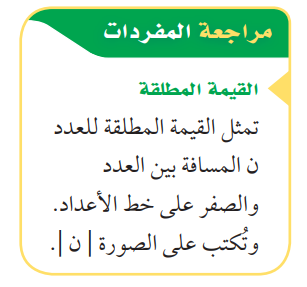 مراجعة المفردات
القيمة المطلقة
تمثل القيمة المطلقة للعدد
ن المسافة بين العدد
والصفر على خط الأعداد.
وتُكتب على الصورة | ن |.